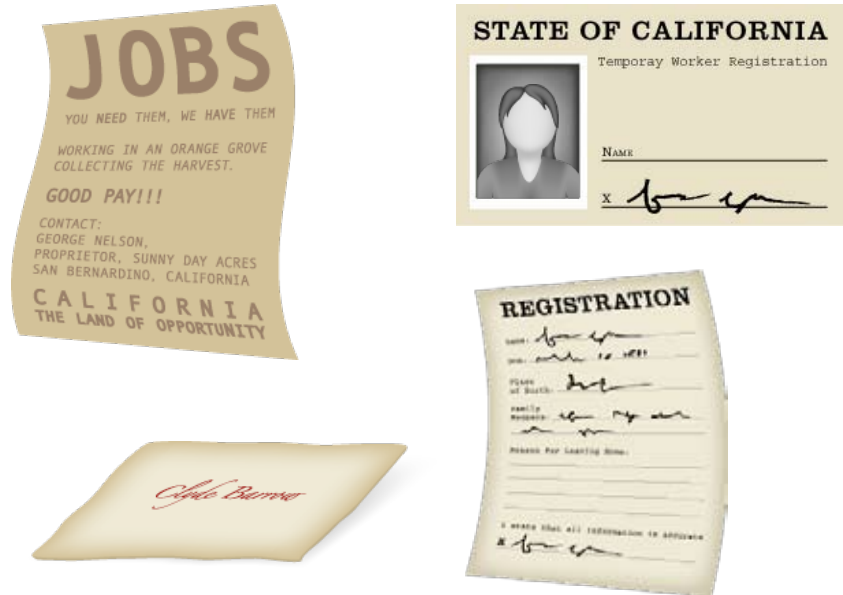 JOBS
YOU NEED THEM, WE HAVE THEM
WORKING IN AN ORANGE GROVE
COLLECTING THE HARVEST.
GOOD PAY!!!
CONTACT:
GEORGE NELSON,
PROPRIETOR, SUNNY DAY ACRES
SAN BERNARDINO, CALIFORNIA
CALIFORNIA
THE LAND OF OPPORTUNITY
STATE OF CALIFORNIA
Temporay Worker Registration
NAME
X
REGISTRATION
Name:
DOB:
Place
of Birth:
Family
Members:
Reason For Leaving Home:
I state that all information is accurate
X
Clyde Barrow